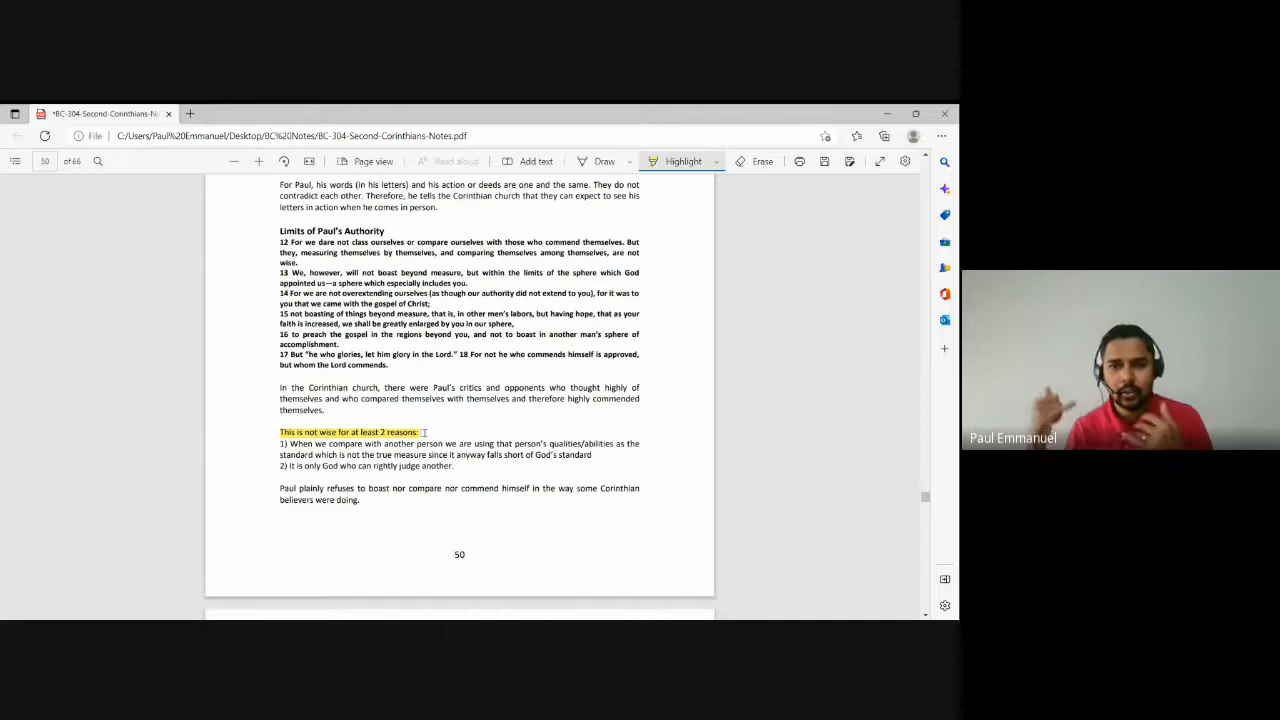 *BC-304-Second-Corinthians-No
File
C:/Users/Paul%20Emmanuel/Desktop/BC%20Notes/BC-304-Second-Corinthians-Notes.pdf
50 of 66
Page view
Read aloud
Add text
Draw
Highlight
Erase
For Paul, his words (in his letters) and his action or deeds are one and the same. They do not
contradict each other. Therefore, he tells the Corinthian church that they can expect to see his
letters in action when he comes in person.
Limits of Paul's Authority
12 For we dare not class ourselves or compare ourselves with those who commend themselves. But
they, measuring themselves by themselves, and comparing themselves among themselves, are not
wise.
13 We, however, will not boast beyond measure, but within the limits of the sphere which God
appointed us—a sphere which especially includes you.
14 For we are not overextending ourselves (as though our authority did not extend to you), for it was to
you that we came with the gospel of Christ;
15 not boasting of things beyond measure, that is, in other men's labors, but having hope, that as your
faith is increased, we shall be greatly enlarged by you in our sphere,
16 to preach the gospel in the regions beyond you, and not to boast in another man's sphere of
accomplishment.
17 But "he who glories, let him glory in the Lord." 18 For not he who commends himself is approved,
but whom the Lord commends.
In the Corinthian church, there were Paul's critics and opponents who thought highly of
themselves and who compared themselves with themselves and therefore highly commended
themselves.
This is not wise for at least 2 reasons:
1) When we compare with another person we are using that person's qualities/abilities as the
standard which is not the true measure since it anyway falls short of God's standard
2) It is only God who can rightly judge another.
Paul plainly refuses to boast nor compare nor commend himself in the way some Corinthian
believers were doing.
50
Paul Emmanuel